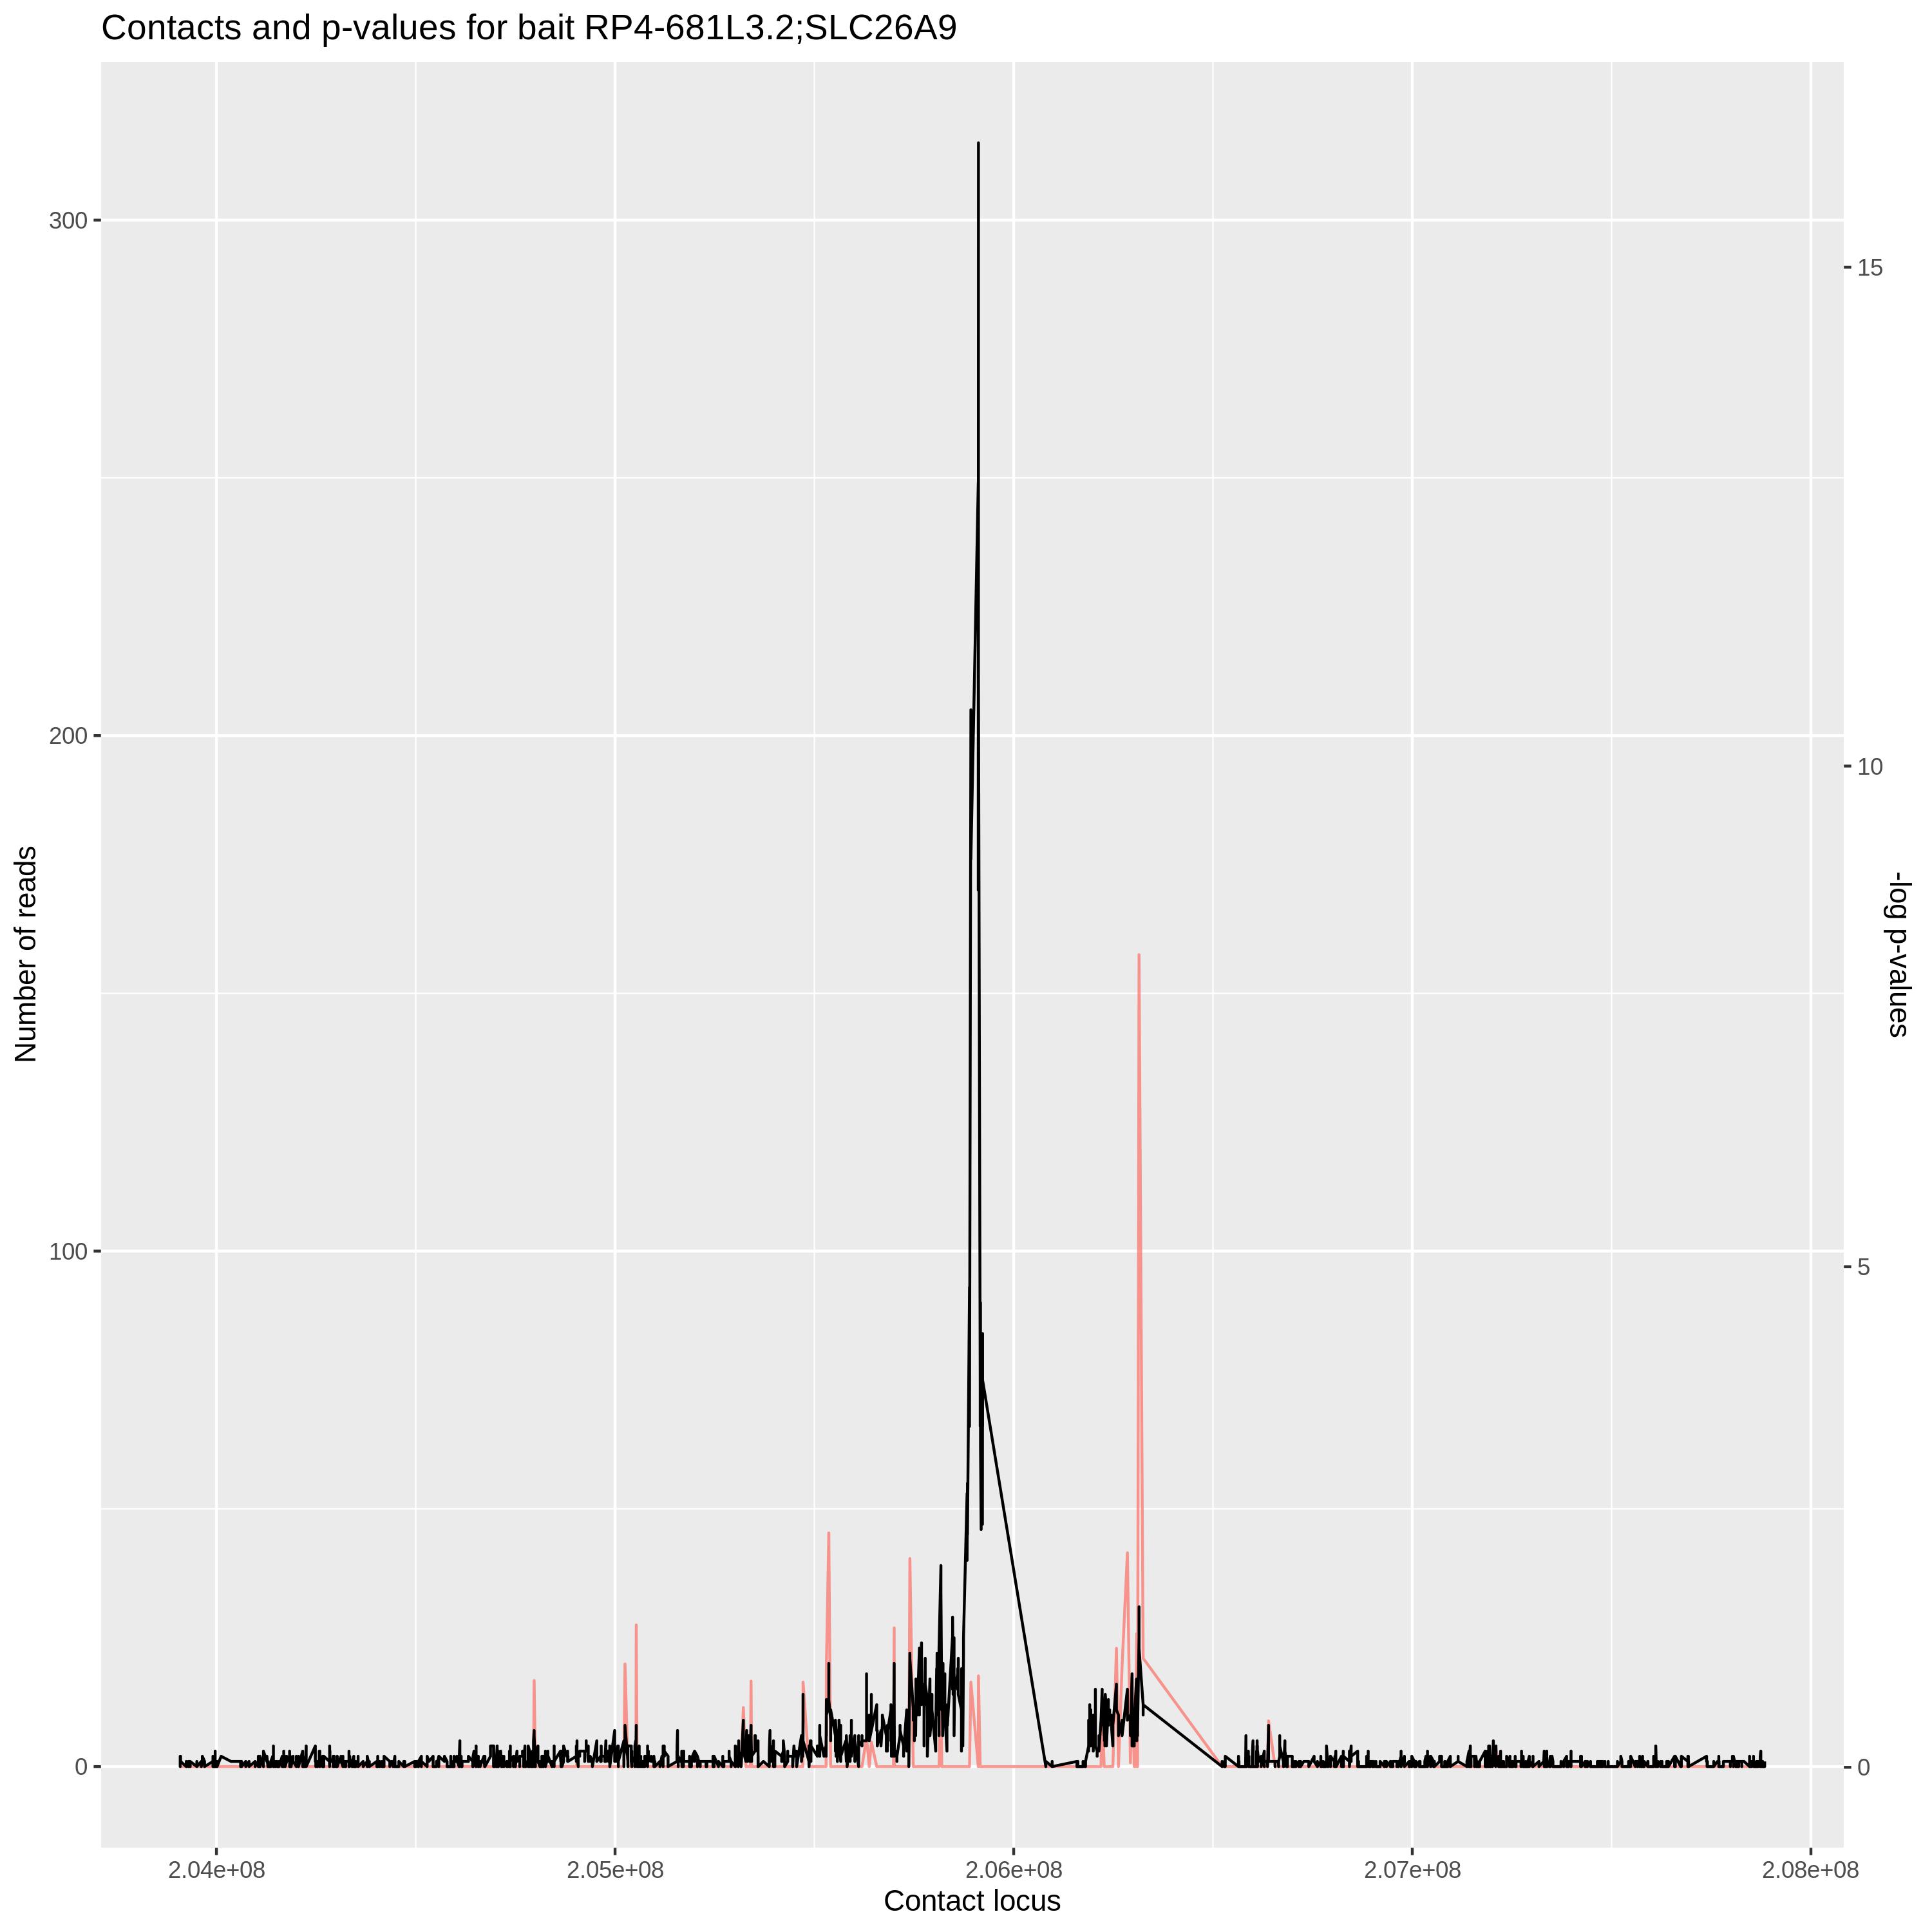 Contacts and p-values for bait RP4-681L3.2;SLC26A9
Number of reads
300
200
100
0
15
10
5
0
-log p-values
2.04e+08
2.05e+08
2.06e+08
2.07e+08
2.08e+08
Contact locus